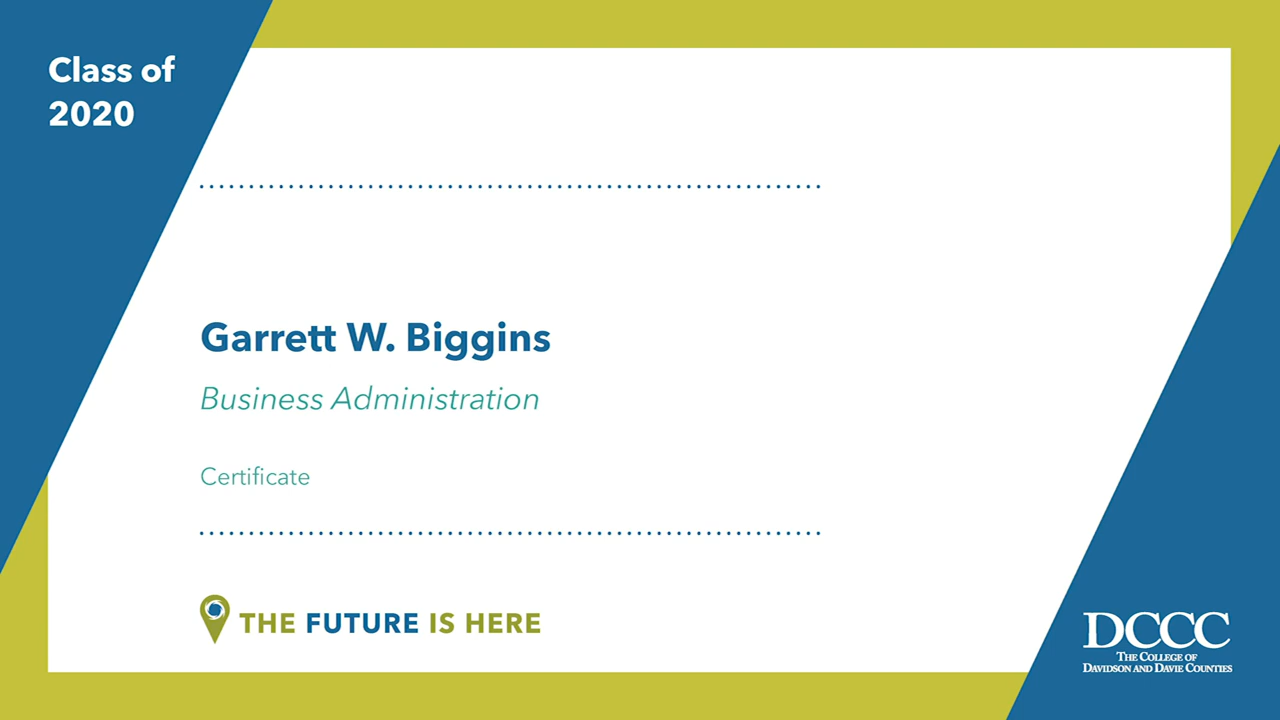 Class of
2020
Garrett W. Biggins
Business Administration
Certificate
THE FUTURE IS HERE
DCCC
THE COLLEGE OF
DAVIDSON AND DAVIE COUNTIES